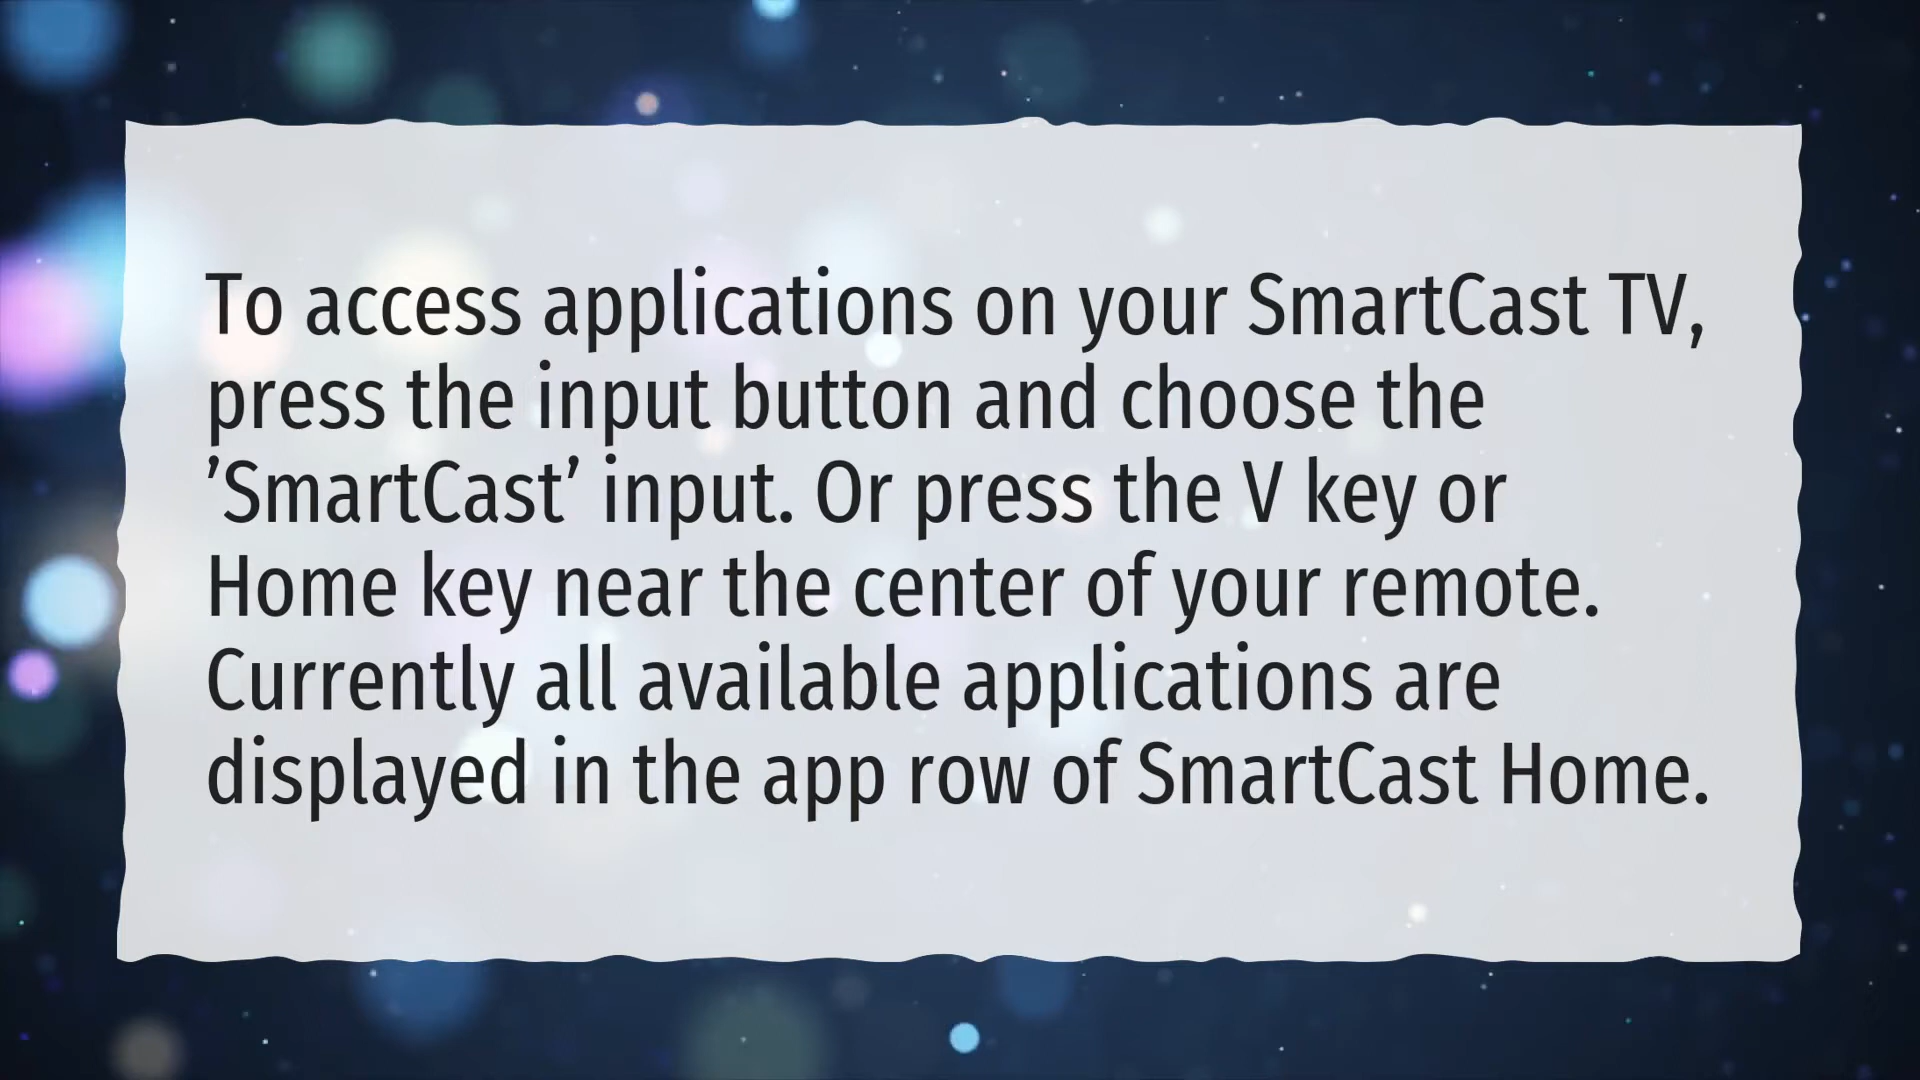 To access applications on your SmartCast TV,
press the input button and choose the
’SmartCast’ input. Or press the V key or
Home key near the center of your remote.
Currently all available applications are
displayed in the app row of SmartCast Home.